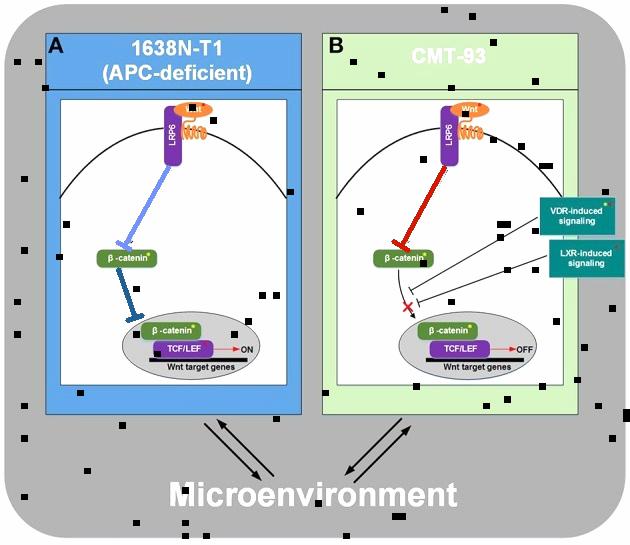 A
1638N-T1
(APC-deficient)
B
CMT-93
Wnt
LRP6
β-catenin
β-catenin
TCF/LEF
ON
Wnt target genes
Wnt
LRP6
β-catenin
VDR-induced
signaling
LXR-induced
signaling
β-catenin
TCF/LEF
OFF
Wnt target genes
Microenvironment